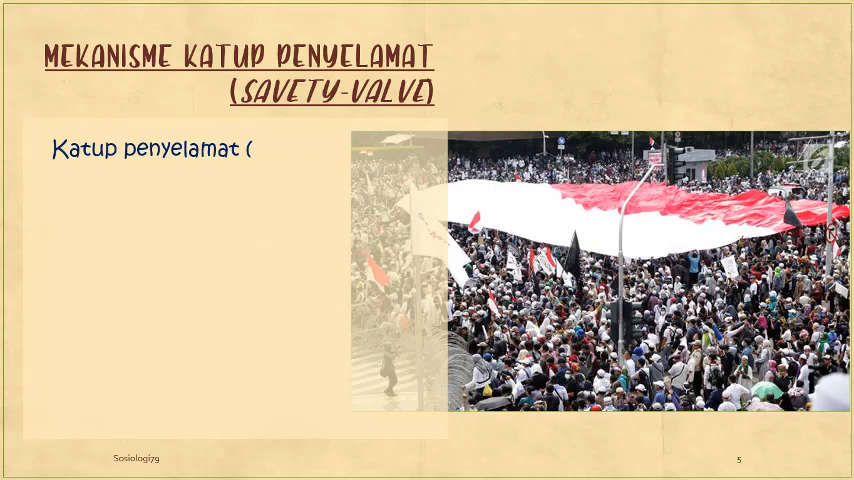 MEKANISME KATUP PENYELAMAT
(SAVETY-VALVE)
Katup penyelamat (
Sosiologi79
5